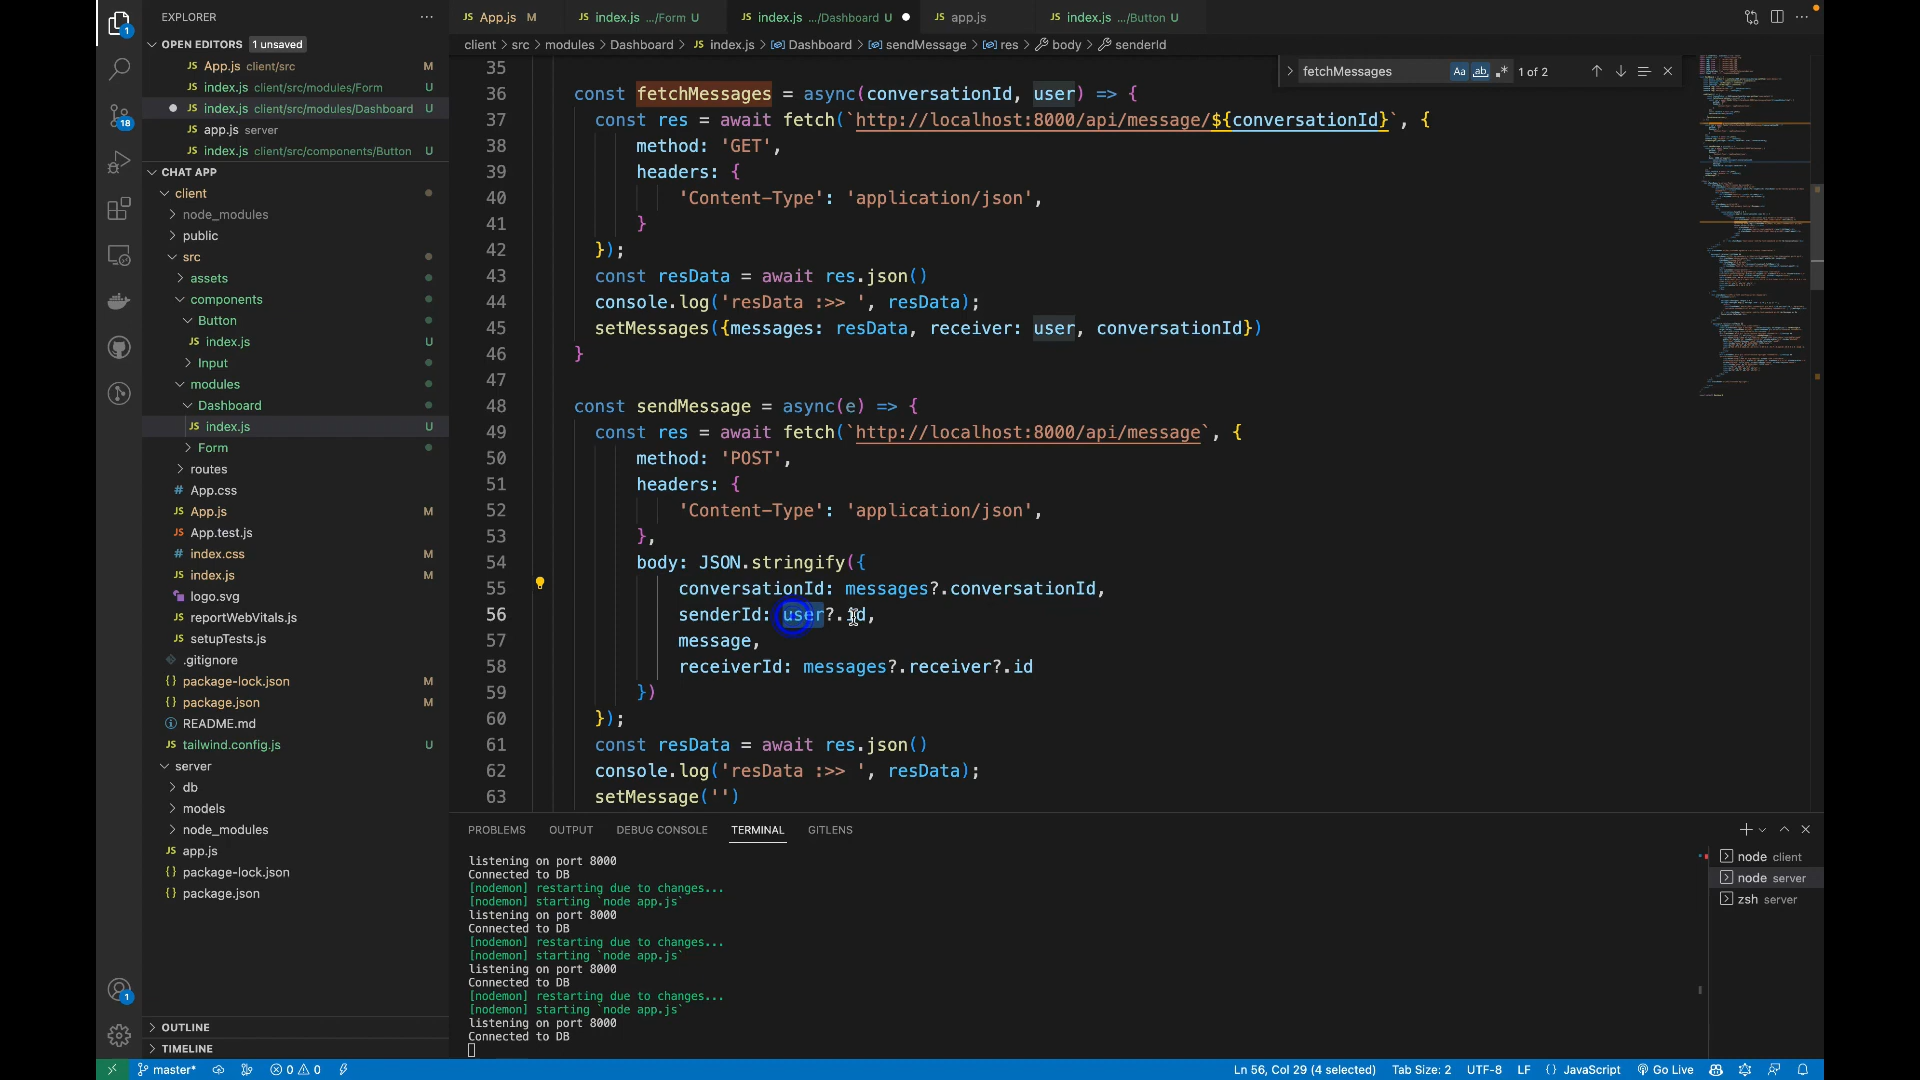 EXPLORER
OPEN EDITORS 1 unsaved
App.js client/src M
index.js client/src/modules/Form U
index.js client/src/modules/Dashboard U
app.js server
index.js client/src/components/Button U
CHAT APP
client
node_modules
public
src
assets
components
Button
index.js U
Input
modules
Dashboard
index.js U
Form
routes
App.css
App.js M
App.test.js
index.css M
index.js M
logo.svg
reportWebVitals.js
setupTests.js
.gitignore
package-lock.json M
package.json M
README.md
tailwind.config.js U
server
db
models
node_modules
app.js
package-lock.json
package.json
OUTLINE
TIMELINE
1
18
1
JS App.js M
JS index.js .../Form U
JS index.js .../Dashboard U
JS app.js
JS index.js .../Button U
client > src > modules > Dashboard > JS index.js > Dashboard > sendMessage > res > body > senderId
fetchMessages Aa ab .* 1 of 2
35
36 const fetchMessages = async(conversationId, user) => {
37 const res = await fetch(`http://localhost:8000/api/message/${conversationId}`, {
38 method: 'GET',
39 headers: {
40 'Content-Type': 'application/json',
41 }
42 });
43 const resData = await res.json()
44 console.log('resData :>> ', resData);
45 setMessages({messages: resData, receiver: user, conversationId})
46 }
47
48 const sendMessage = async(e) => {
49 const res = await fetch(`http://localhost:8000/api/message`, {
50 method: 'POST',
51 headers: {
52 'Content-Type': 'application/json',
53 },
54 body: JSON.stringify({
55 conversationId: messages?.conversationId,
56 senderId: user?.id,
57 message,
58 receiverId: messages?.receiver?.id
59 })
60 });
61 const resData = await res.json()
62 console.log('resData :>> ', resData);
63 setMessage('')
PROBLEMS OUTPUT DEBUG CONSOLE TERMINAL GITLENS
listening on port 8000
Connected to DB
[nodemon] restarting due to changes...
[nodemon] starting `node app.js`
listening on port 8000
Connected to DB
[nodemon] restarting due to changes...
[nodemon] starting `node app.js`
listening on port 8000
Connected to DB
[nodemon] restarting due to changes...
[nodemon] starting `node app.js`
listening on port 8000
Connected to DB
node client
node server
zsh server
master* 0 0
Ln 56, Col 29 (4 selected) Tab Size: 2 UTF-8 LF {} JavaScript Go Live